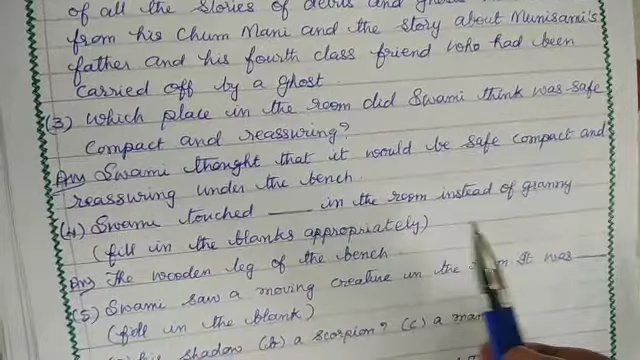 of all the stories of devils and
from his chum Mani and the story about Munisami's
father and his fourth class friend who had been
carried off by a ghost.
(3) which place in the room did Swami think was safe
compact and reassuring?
Ans Swami thought that it would be safe compact and
reassuring under the bench.
(4) Swami touched ____ in the room instead of granny
(fill in the blanks appropriately)
Ans The wooden leg of the bench
(5) Swami saw a moving creature in the It was ____
(fill in the blank)
shadow (b) a scorpion? (c) a man